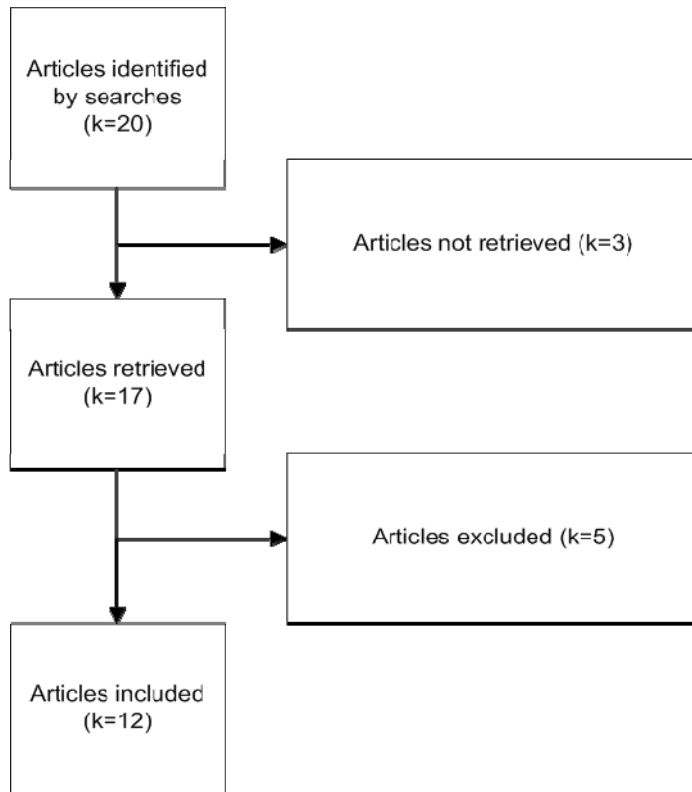 Articles identified
by searches
(k=20)
Articles not retrieved (k=3)
Articles retrieved
(k=17)
Articles excluded (k=5)
Articles included
(k=12)